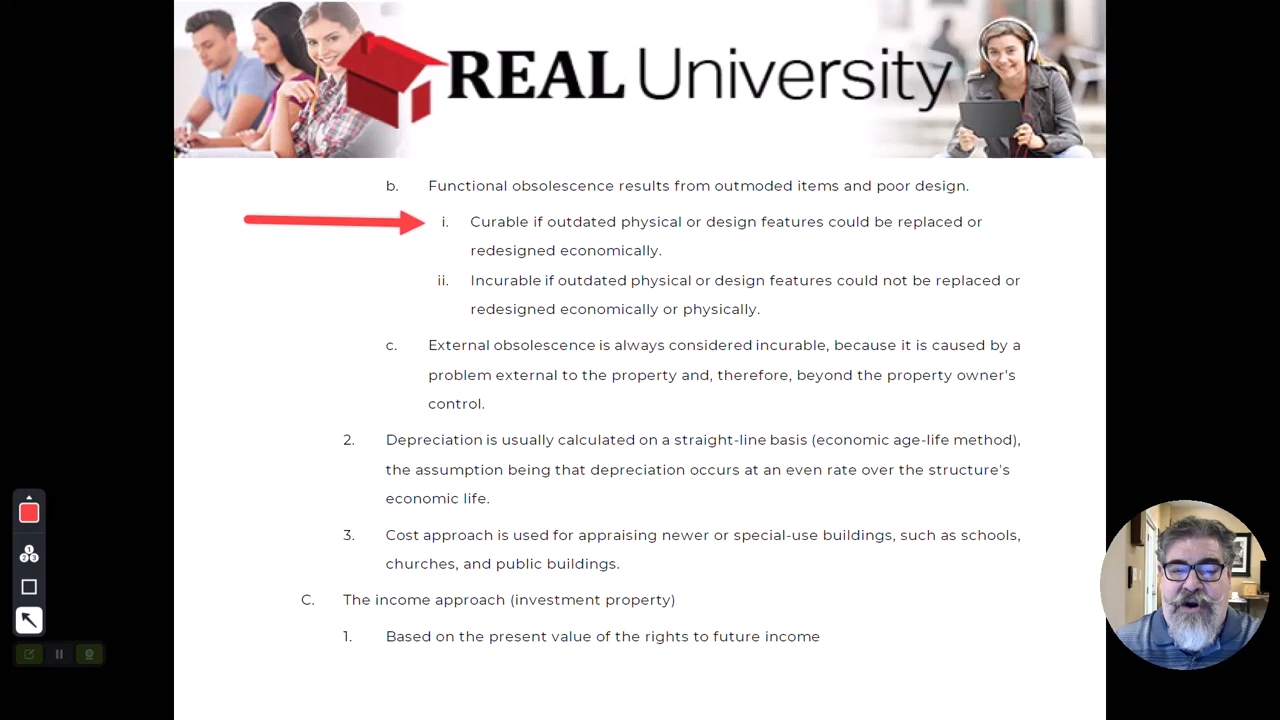 REAL University
b. Functional obsolescence results from outmoded items and poor design.
i. Curable if outdated physical or design features could be replaced or
redesigned economically.
ii. Incurable if outdated physical or design features could not be replaced or
redesigned economically or physically.
c. External obsolescence is always considered incurable, because it is caused by a
problem external to the property and, therefore, beyond the property owner's
control.
2. Depreciation is usually calculated on a straight-line basis (economic age-life method),
the assumption being that depreciation occurs at an even rate over the structure's
economic life.
3. Cost approach is used for appraising newer or special-use buildings, such as schools,
churches, and public buildings.
C. The income approach (investment property)
1. Based on the present value of the rights to future income